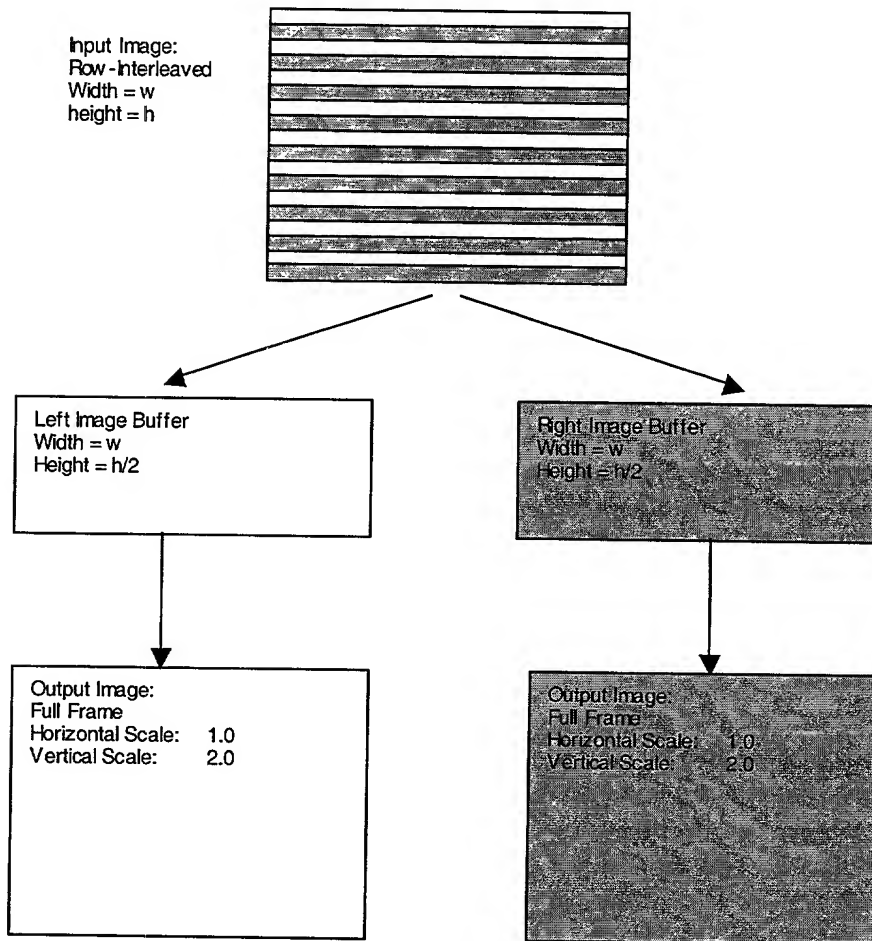 Input Image:
Row-Interleaved
Width = w
height = h
Left Image Buffer
Width = w
Height = h/2
Right Image Buffer
Width = w
Height = h/2
Output Image:
Full Frame
Horizontal Scale: 1.0
Vertical Scale: 2.0
Output Image:
Full Frame
Horizontal Scale: 1.0
Vertical Scale: 2.0